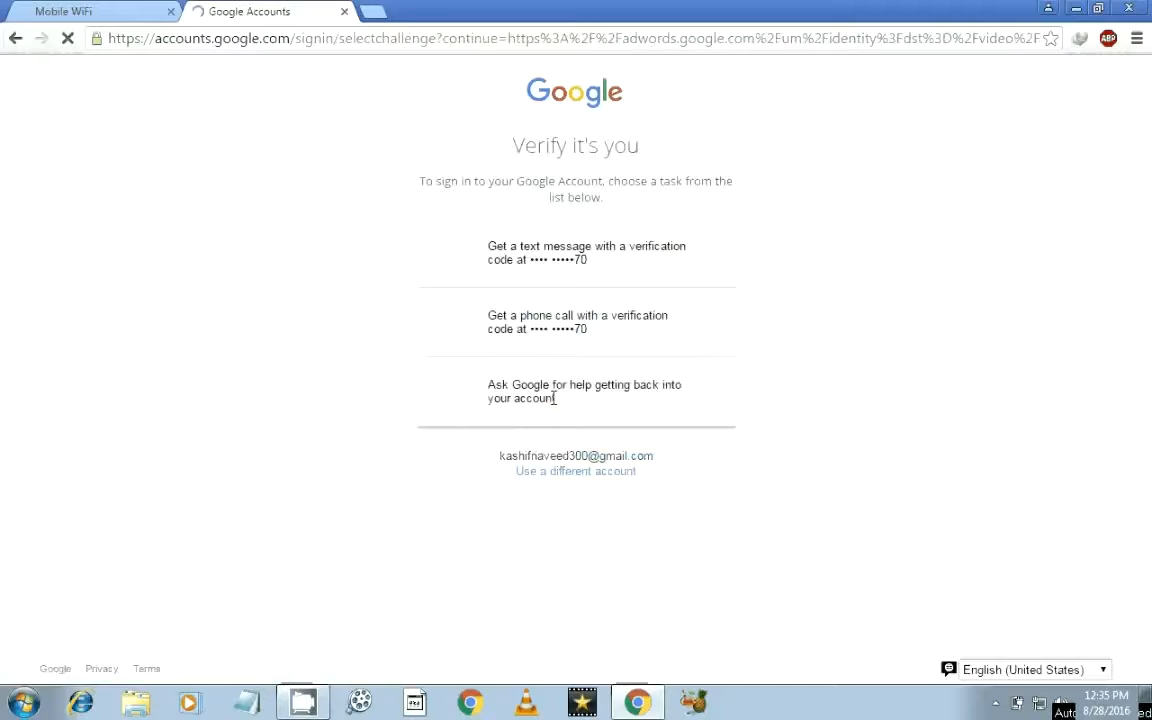 Mobile WiFi
Google Accounts
https://accounts.google.com/signin/selectchallenge?continue=https%3A%2F%2Fadwords.google.com%2Fum%2Fidentity%3Fdst%3D%2Fvideo%2F
ABP
Google
Verify it's you
To sign in to your Google Account, choose a task from the
list below.
Get a text message with a verification
code at •••• •••••70
Get a phone call with a verification
code at •••• •••••70
Ask Google for help getting back into
your account
kashifnaveed300@gmail.com
Use a different account
Google Privacy Terms
English (United States)
12:35 PM
8/28/2016